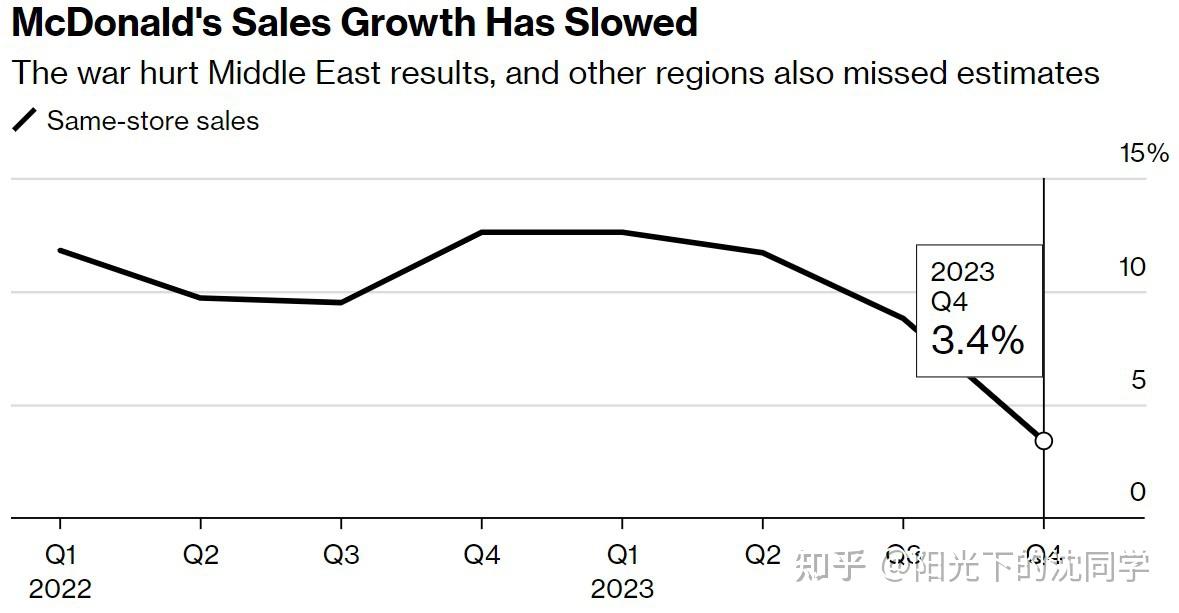 McDonald's Sales Growth Has Slowed
The war hurt Middle East results, and other regions also missed estimates
Same-store sales
15%
10
5
0
2023
Q4
3.4%
Q1 Q2 Q3 Q4 Q1 Q2 Q3 Q4
2022 2023
知乎 @阳光下的沈同学